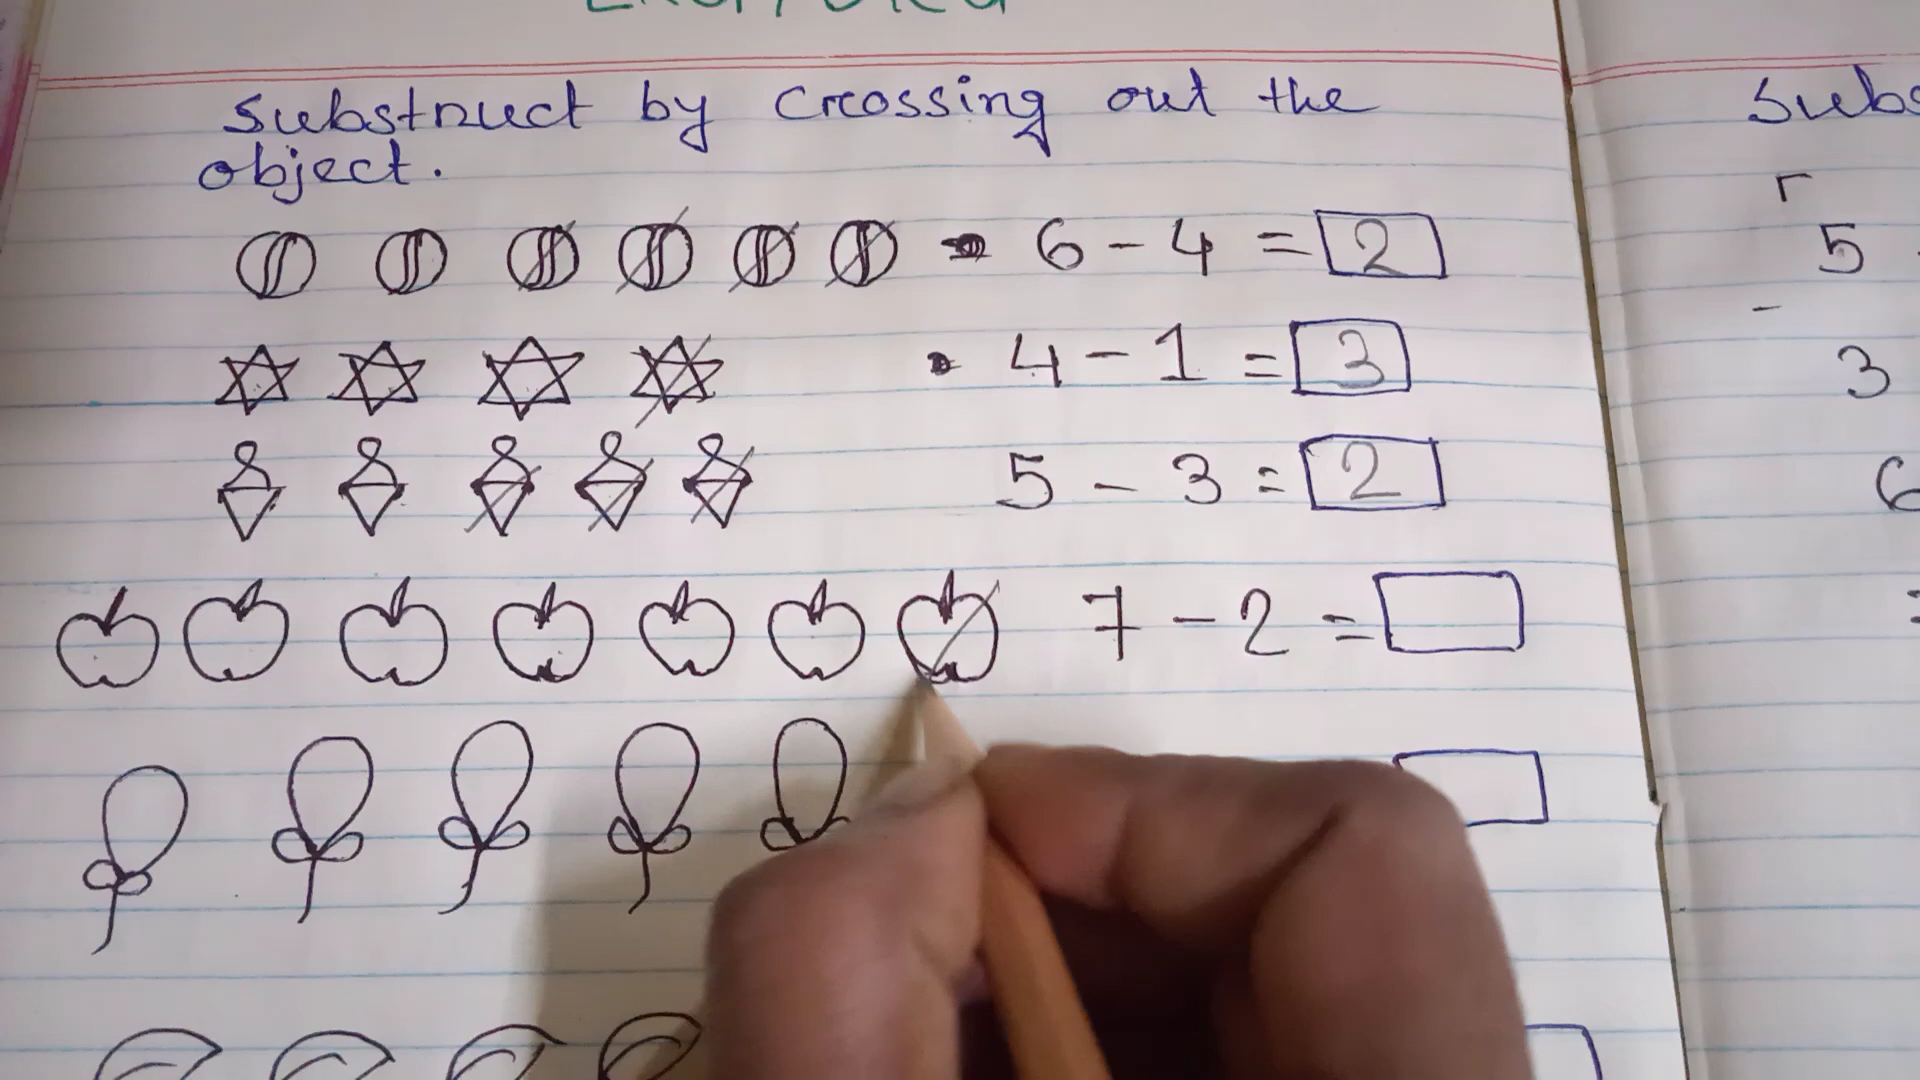 Substruct by Crossing out the
object.
6 - 4 = 2
4 - 1 = 3
5 - 3 = 2
7 - 2 =
Subs
5
-
3
6